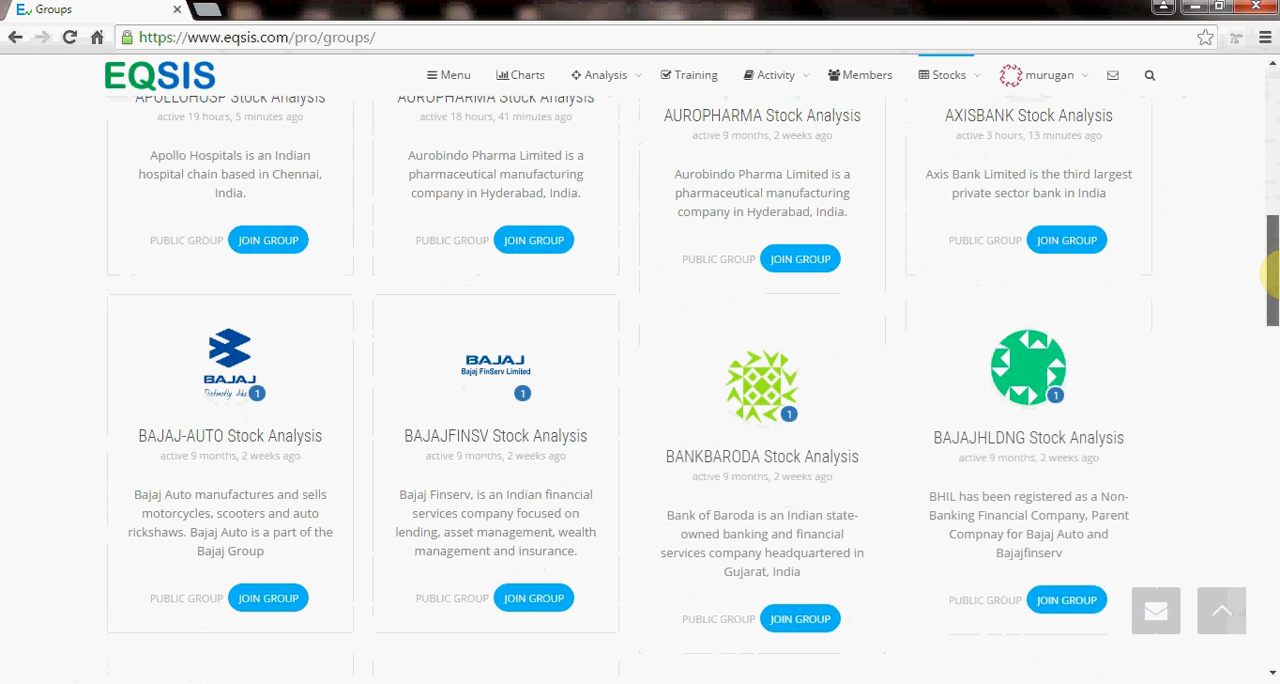 Groups
https://www.eqsis.com/pro/groups/
EQSIS
Menu
Charts
Analysis
Training
Activity
Members
Stocks
murugan
APOLLOHOSP Stock Analysis
active 19 hours, 5 minutes ago
Apollo Hospitals is an Indian
hospital chain based in Chennai,
India.
PUBLIC GROUP JOIN GROUP
AUROPHARMA Stock Analysis
active 18 hours, 41 minutes ago
Aurobindo Pharma Limited is a
pharmaceutical manufacturing
company in Hyderabad, India.
PUBLIC GROUP JOIN GROUP
AUROPHARMA Stock Analysis
active 9 months, 2 weeks ago
Aurobindo Pharma Limited is a
pharmaceutical manufacturing
company in Hyderabad, India.
PUBLIC GROUP JOIN GROUP
AXISBANK Stock Analysis
active 3 hours, 13 minutes ago
Axis Bank Limited is the third largest
private sector bank in India
PUBLIC GROUP JOIN GROUP
BAJAJ
1
BAJAJ-AUTO Stock Analysis
active 9 months, 2 weeks ago
Bajaj Auto manufactures and sells
motorcycles, scooters and auto
rickshaws. Bajaj Auto is a part of the
Bajaj Group
PUBLIC GROUP JOIN GROUP
BAJAJ
Bajaj FinServ Limited
1
BAJAJFINSV Stock Analysis
active 9 months, 2 weeks ago
Bajaj Finserv, is an Indian financial
services company focused on
lending, asset management, wealth
management and insurance.
PUBLIC GROUP JOIN GROUP
1
BANKBARODA Stock Analysis
active 9 months, 2 weeks ago
Bank of Baroda is an Indian state-
owned banking and financial
services company headquartered in
Gujarat, India
PUBLIC GROUP JOIN GROUP
1
BAJAJHLDNG Stock Analysis
active 9 months, 2 weeks ago
BHIL has been registered as a Non-
Banking Financial Company, Parent
Compnay for Bajaj Auto and
Bajajfinserv
PUBLIC GROUP JOIN GROUP